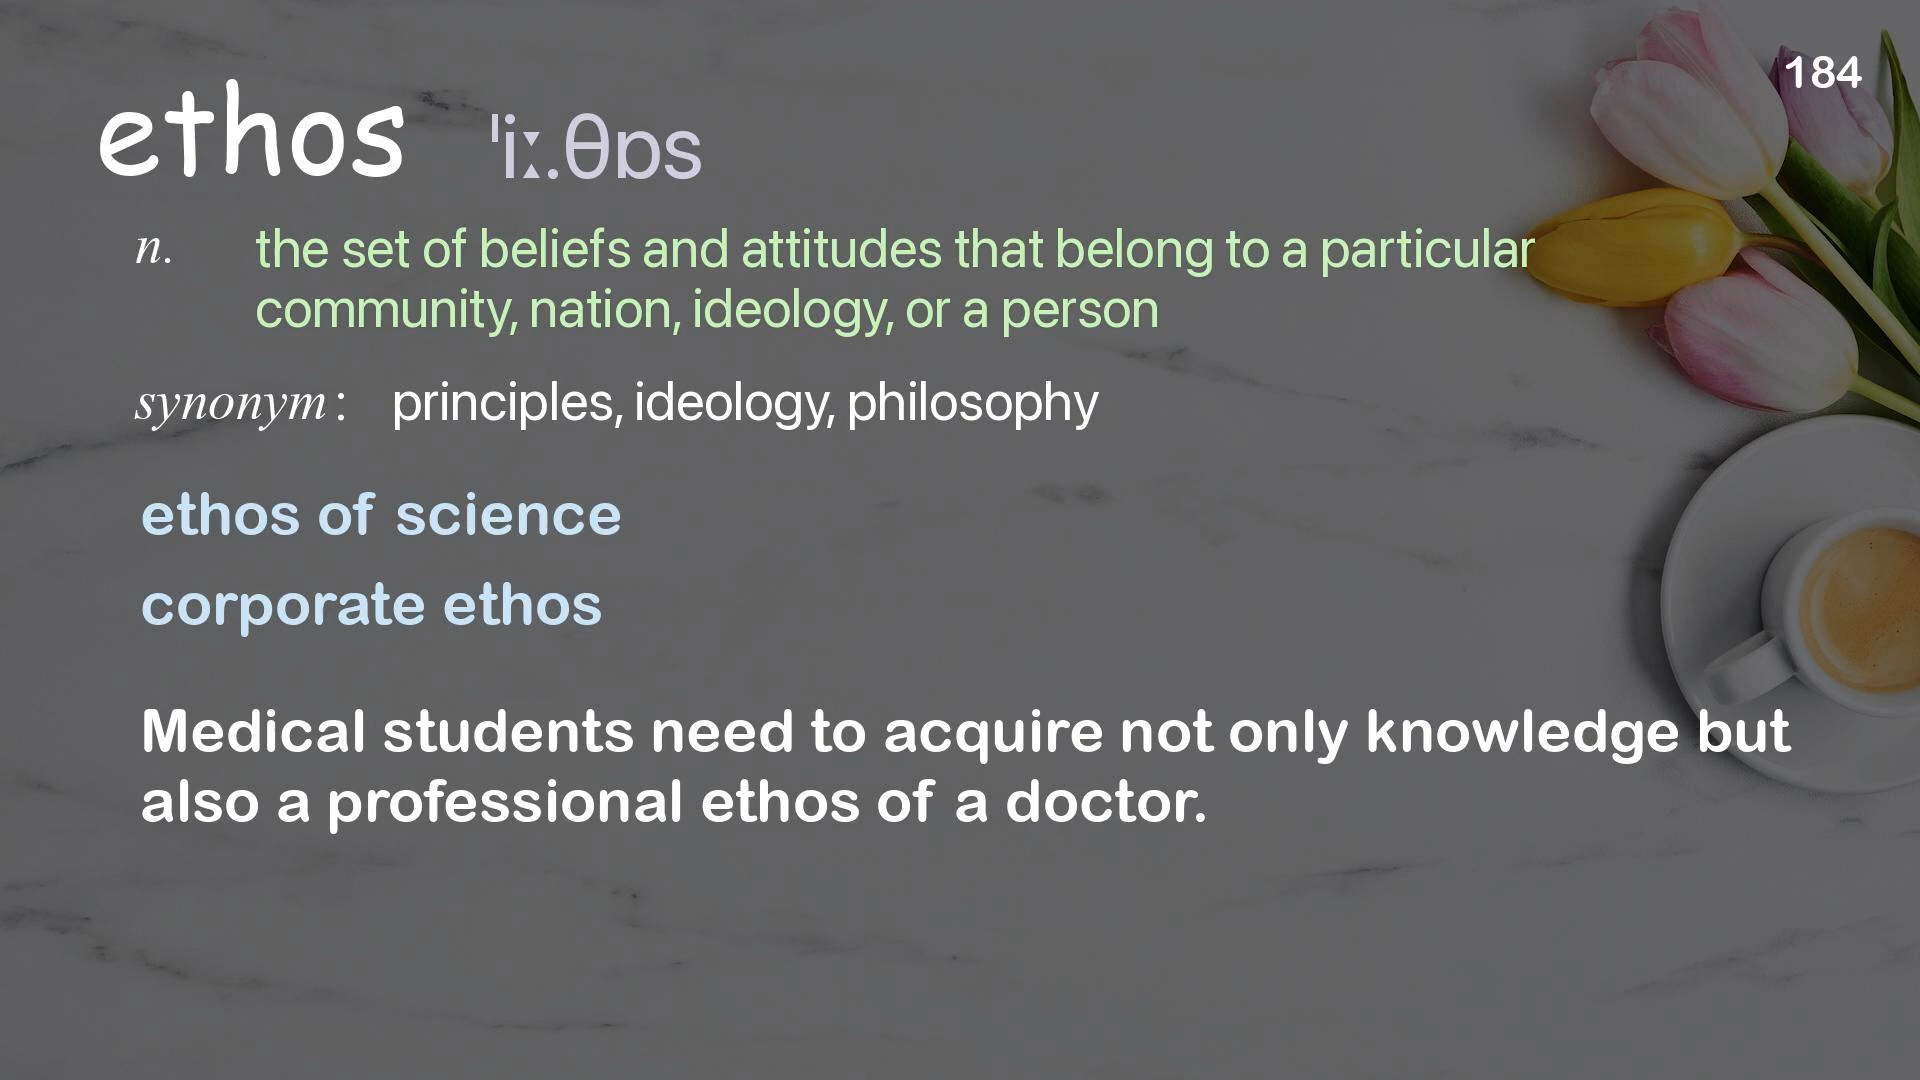 184
ethos ˈiː.θɒs
n. the set of beliefs and attitudes that belong to a particular
community, nation, ideology, or a person
synonym : principles, ideology, philosophy
ethos of science
corporate ethos
Medical students need to acquire not only knowledge but
also a professional ethos of a doctor.